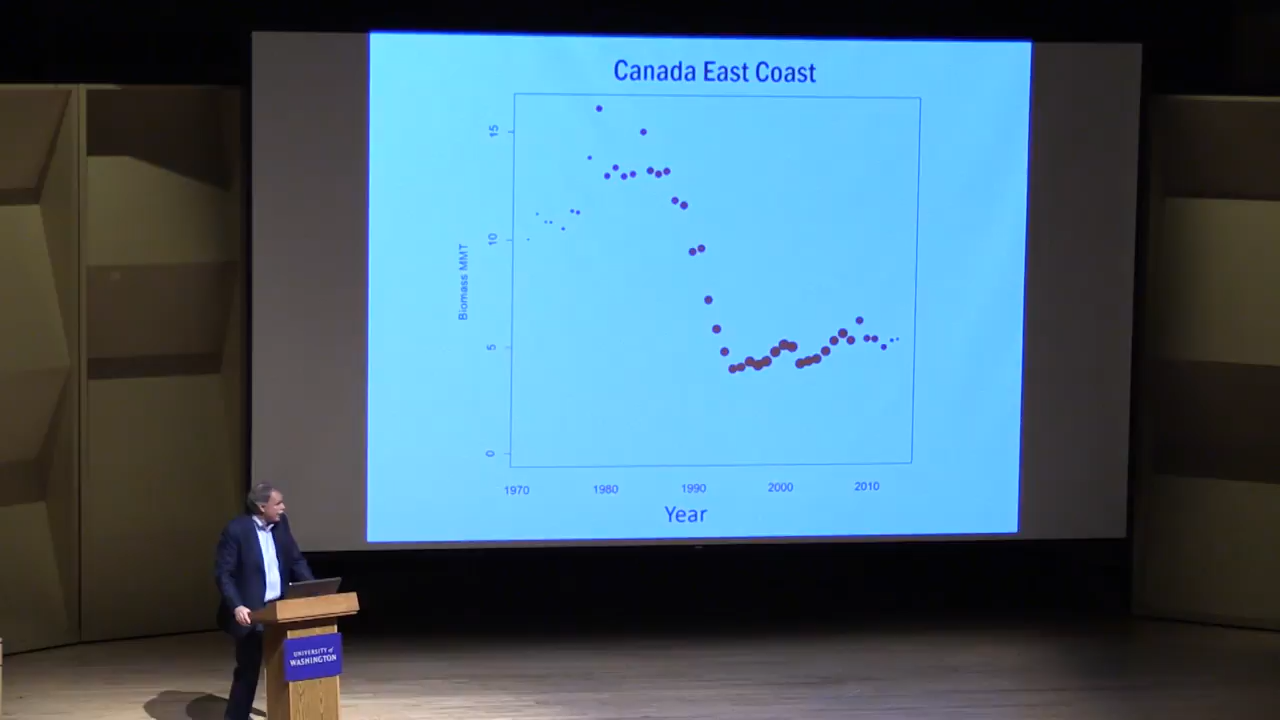 Canada East Coast
15
10
5
0
Biomass MMT
1970 1980 1990 2000 2010
Year
UNIVERSITY of
WASHINGTON